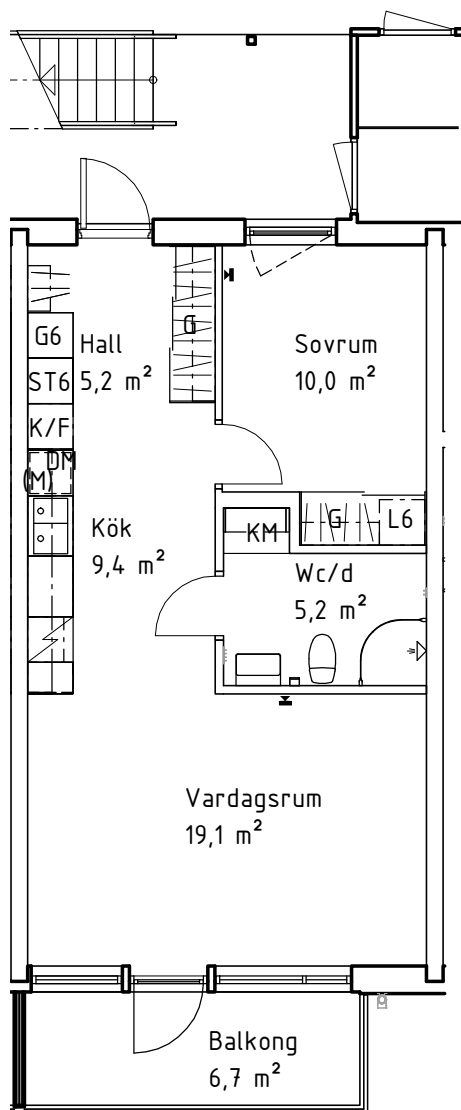 G6
Hall
5,2 m²
G
Sovrum
10,0 m²
ST6
K/F
DM
(M)
Kök
9,4 m²
KM
G
L6
Wc/d
5,2 m²
Vardagsrum
19,1 m²
Balkong
6,7 m²